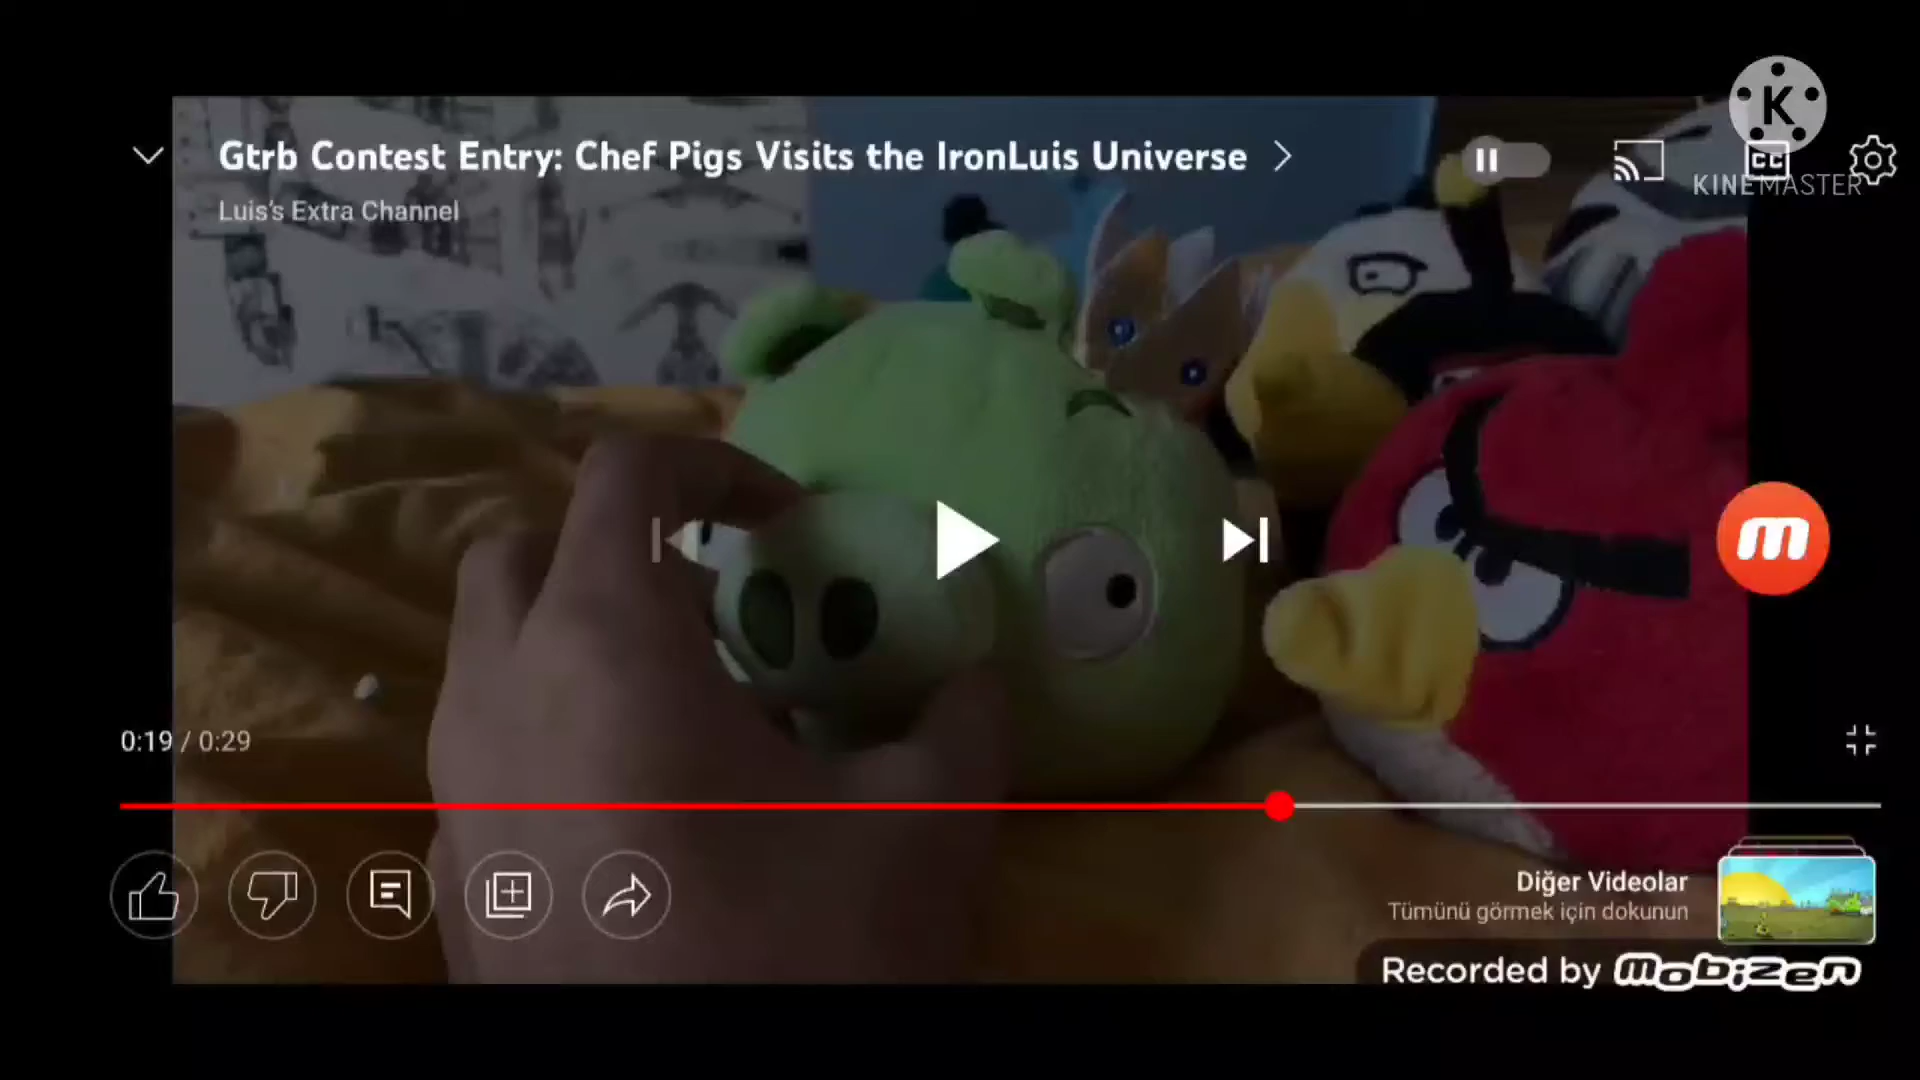 Gtrb Contest Entry: Chef Pigs Visits the IronLuis Universe
Luis's Extra Channel
K
CC
KINEMASTER
m
0:19 / 0:29
Diğer Videolar
Tümünü görmek için dokunun
Recorded by mobizen